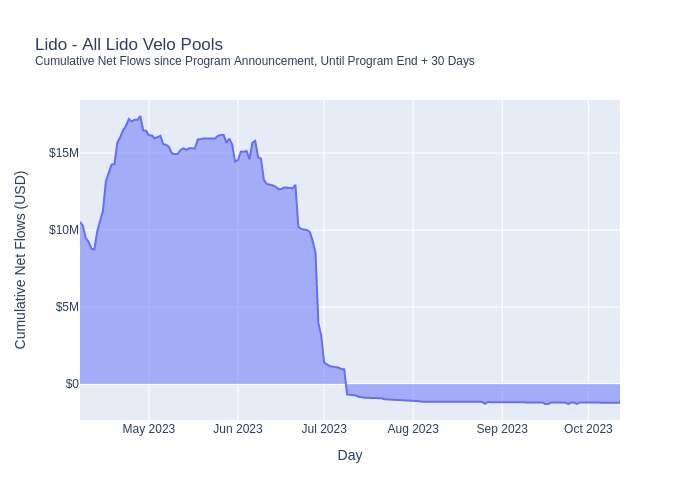 Lido - All Lido Velo Pools
Cumulative Net Flows since Program Announcement, Until Program End + 30 Days
Cumulative Net Flows (USD)
$15M
$10M
$5M
$0
May 2023
Jun 2023
Jul 2023
Aug 2023
Sep 2023
Oct 2023
Day